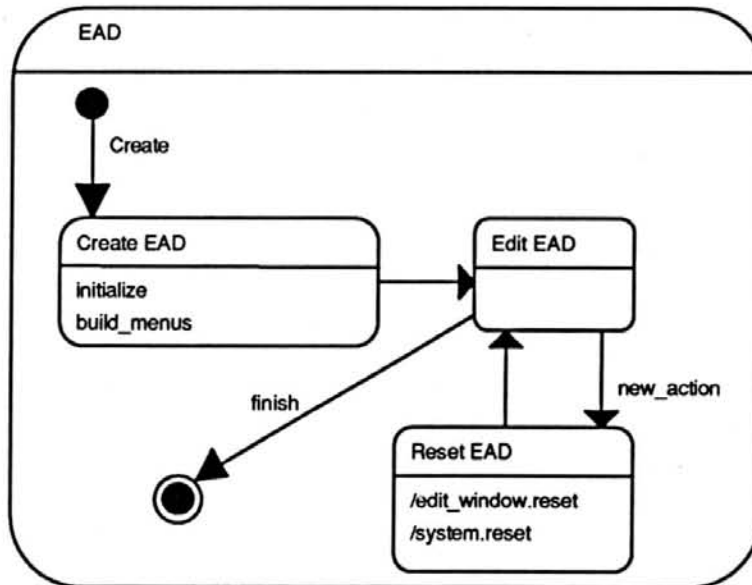 EAD
Create
Create EAD
initialize
build_menus
Edit EAD
finish
new_action
Reset EAD
/edit_window.reset
/system.reset